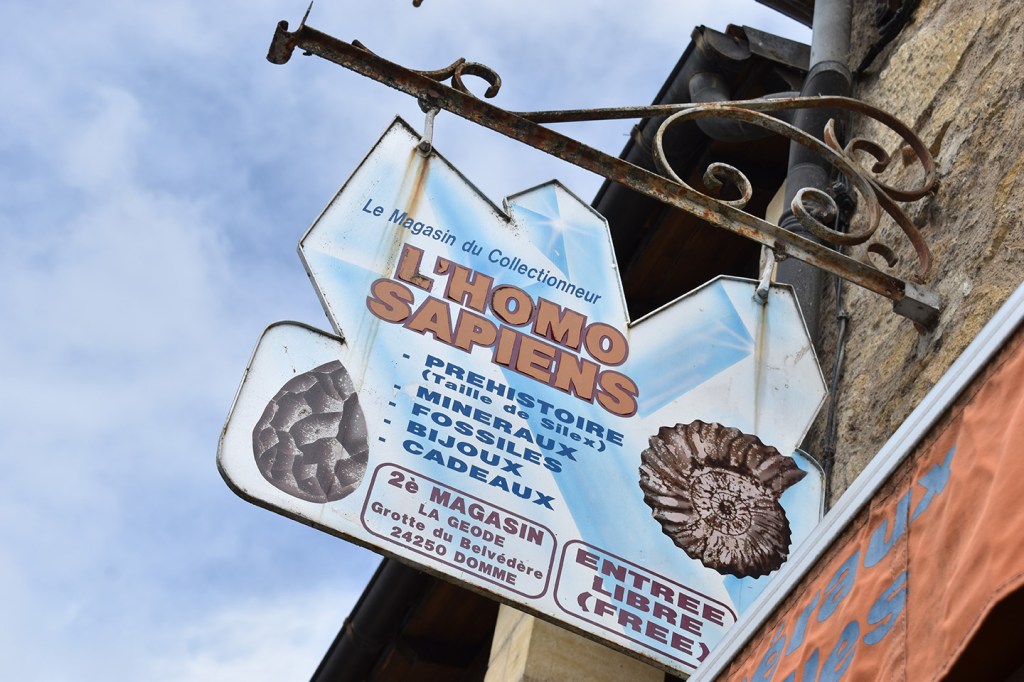 Le Magasin du Collectionneur
L'HOMO
SAPIENS
- PREHISTOIRE
(Taille de Silex)
- MINERAUX
- FOSSILES
- BIJOUX
- CADEAUX
2è MAGASIN
LA GEODE
Grotte du Belvédère
24250 DOMME
ENTREE
LIBRE
(FREE)